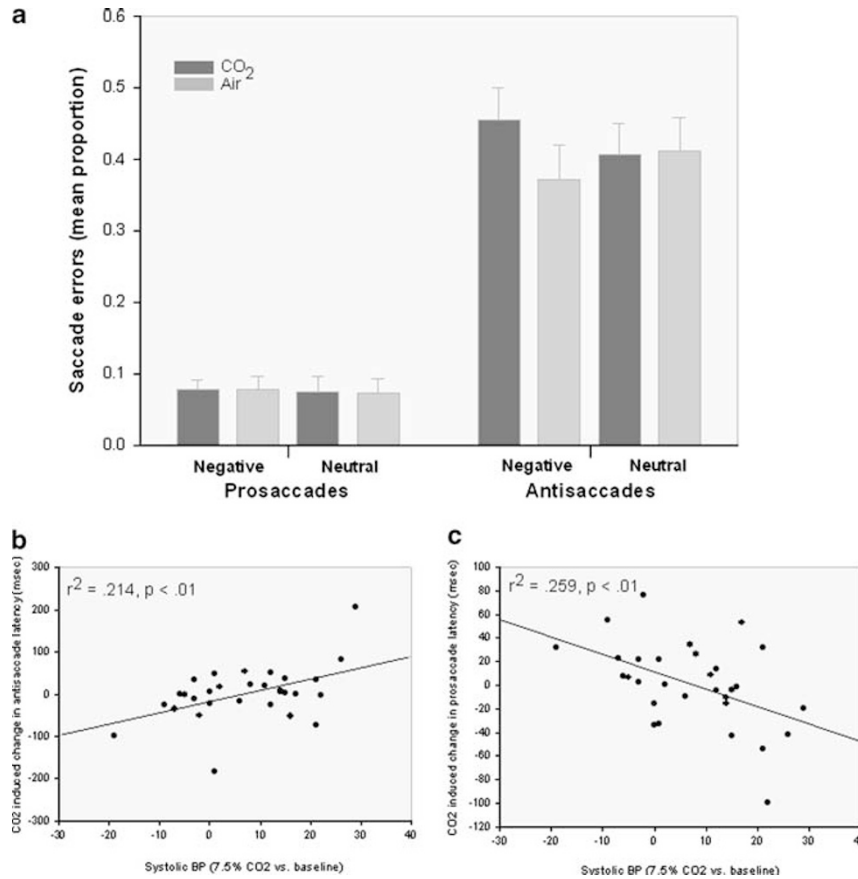 a
Saccade errors (mean proportion)
0.6
0.5
0.4
0.3
0.2
0.1
0.0
CO2
Air
Negative Neutral Negative Neutral
Prosaccades Antisaccades
b
CO2 induced change in antisaccade latency (msec)
300
200
100
0
-100
-200
-300
r2 = .214, p < .01
-30 -20 -10 0 10 20 30 40
Systolic BP (7.5% CO2 vs. baseline)
c
CO2 induced change in prosaccade latency (msec)
100
80
60
40
20
0
-20
-40
-60
-80
-100
-120
r2 = .259, p < .01
-30 -20 -10 0 10 20 30 40
Systolic BP (7.5% CO2 vs. baseline)